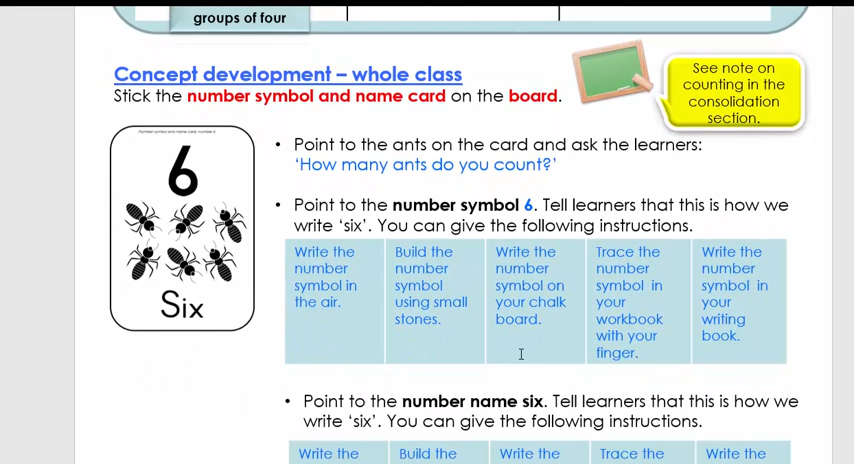 groups of four
Concept development – whole class
Stick the number symbol and name card on the board.
See note on
counting in the
consolidation
section.
Number symbol and name card: number 6
6
Six
• Point to the ants on the card and ask the learners:
‘How many ants do you count?’
• Point to the number symbol 6. Tell learners that this is how we
write ‘six’. You can give the following instructions.
Write the
number
symbol in
the air.
Build the
number
symbol
using small
stones.
Write the
number
symbol on
your chalk
board.
Trace the
number
symbol in
your
workbook
with your
finger.
Write the
number
symbol in
your
writing
book.
• Point to the number name six. Tell learners that this is how we
write ‘six’. You can give the following instructions.
Write the
Build the
Write the
Trace the
Write the